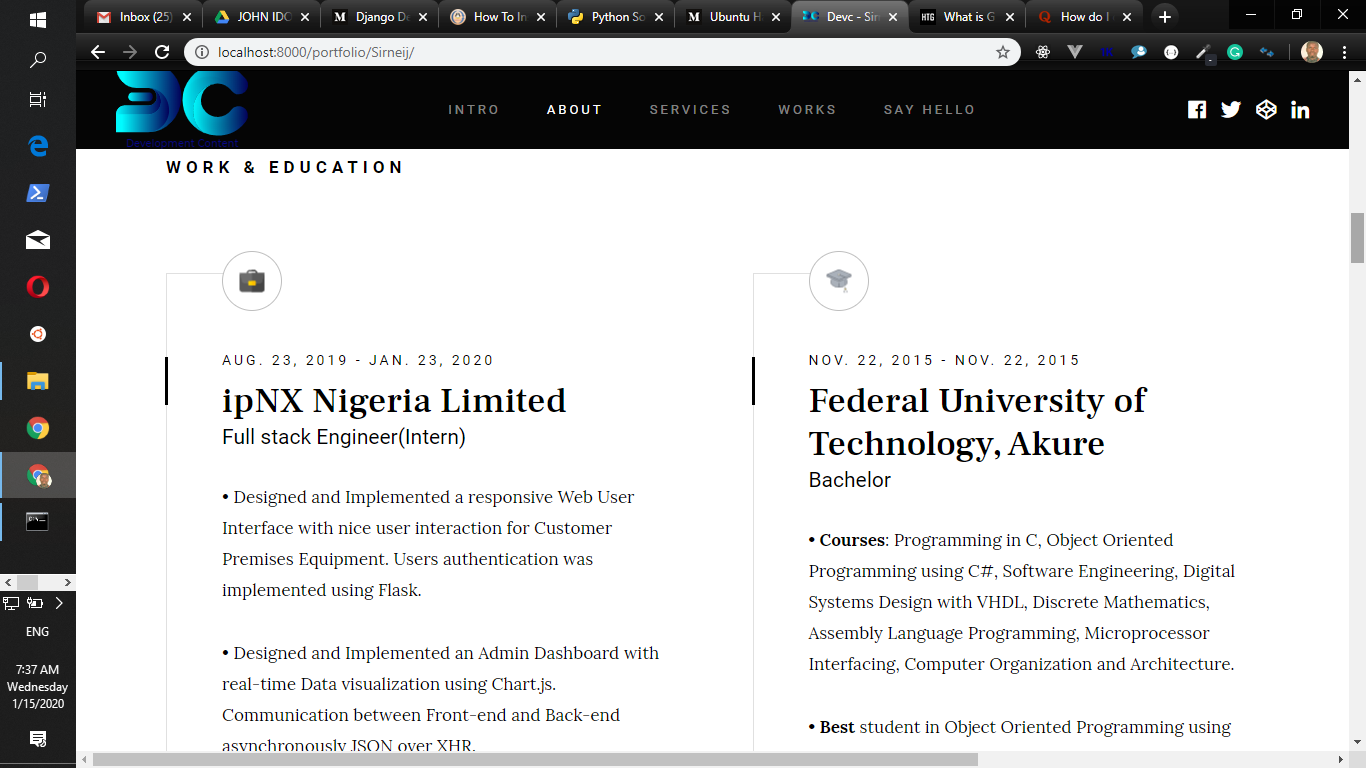 Inbox (25)
JOHN IDO
Django De
How To In
Python So
Ubuntu H
Devc - Sir
HTG What is G
How do I
localhost:8000/portfolio/Sirneij/
Development Content
INTRO
ABOUT
SERVICES
WORKS
SAY HELLO
WORK & EDUCATION
AUG. 23, 2019 - JAN. 23, 2020
ipNX Nigeria Limited
Full stack Engineer(Intern)
• Designed and Implemented a responsive Web User
Interface with nice user interaction for Customer
Premises Equipment. Users authentication was
implemented using Flask.
• Designed and Implemented an Admin Dashboard with
real-time Data visualization using Chart.js.
Communication between Front-end and Back-end
asynchronously JSON over XHR.
NOV. 22, 2015 - NOV. 22, 2015
Federal University of
Technology, Akure
Bachelor
• Courses: Programming in C, Object Oriented
Programming using C#, Software Engineering, Digital
Systems Design with VHDL, Discrete Mathematics,
Assembly Language Programming, Microprocessor
Interfacing, Computer Organization and Architecture.
• Best student in Object Oriented Programming using
ENG
7:37 AM
Wednesday
1/15/2020